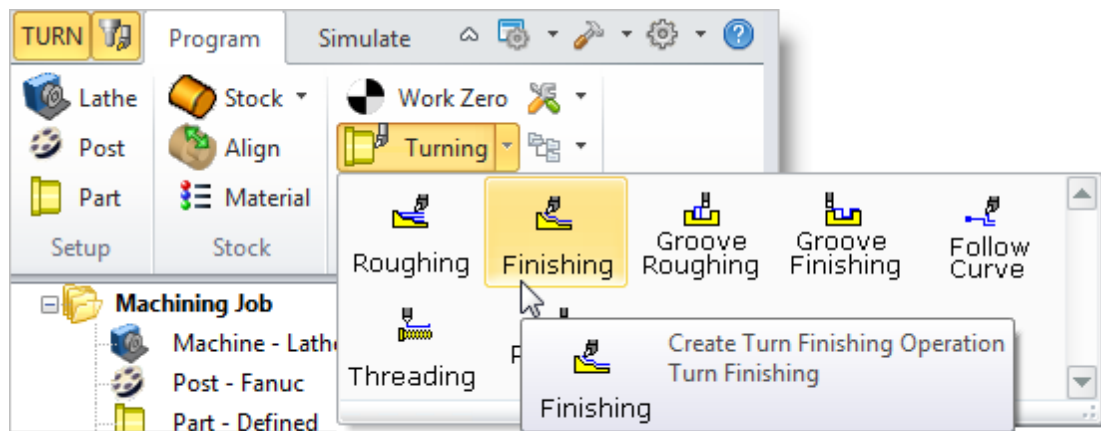 TURN Program Simulate
Lathe Stock Work Zero
Post Align Turning
Part Material
Setup Stock
Roughing Finishing Groove Roughing Groove Finishing Follow Curve
Machining Job
Machine - Lath
Post - Fanuc
Part - Defined
Threading
Create Turn Finishing Operation
Turn Finishing
Finishing